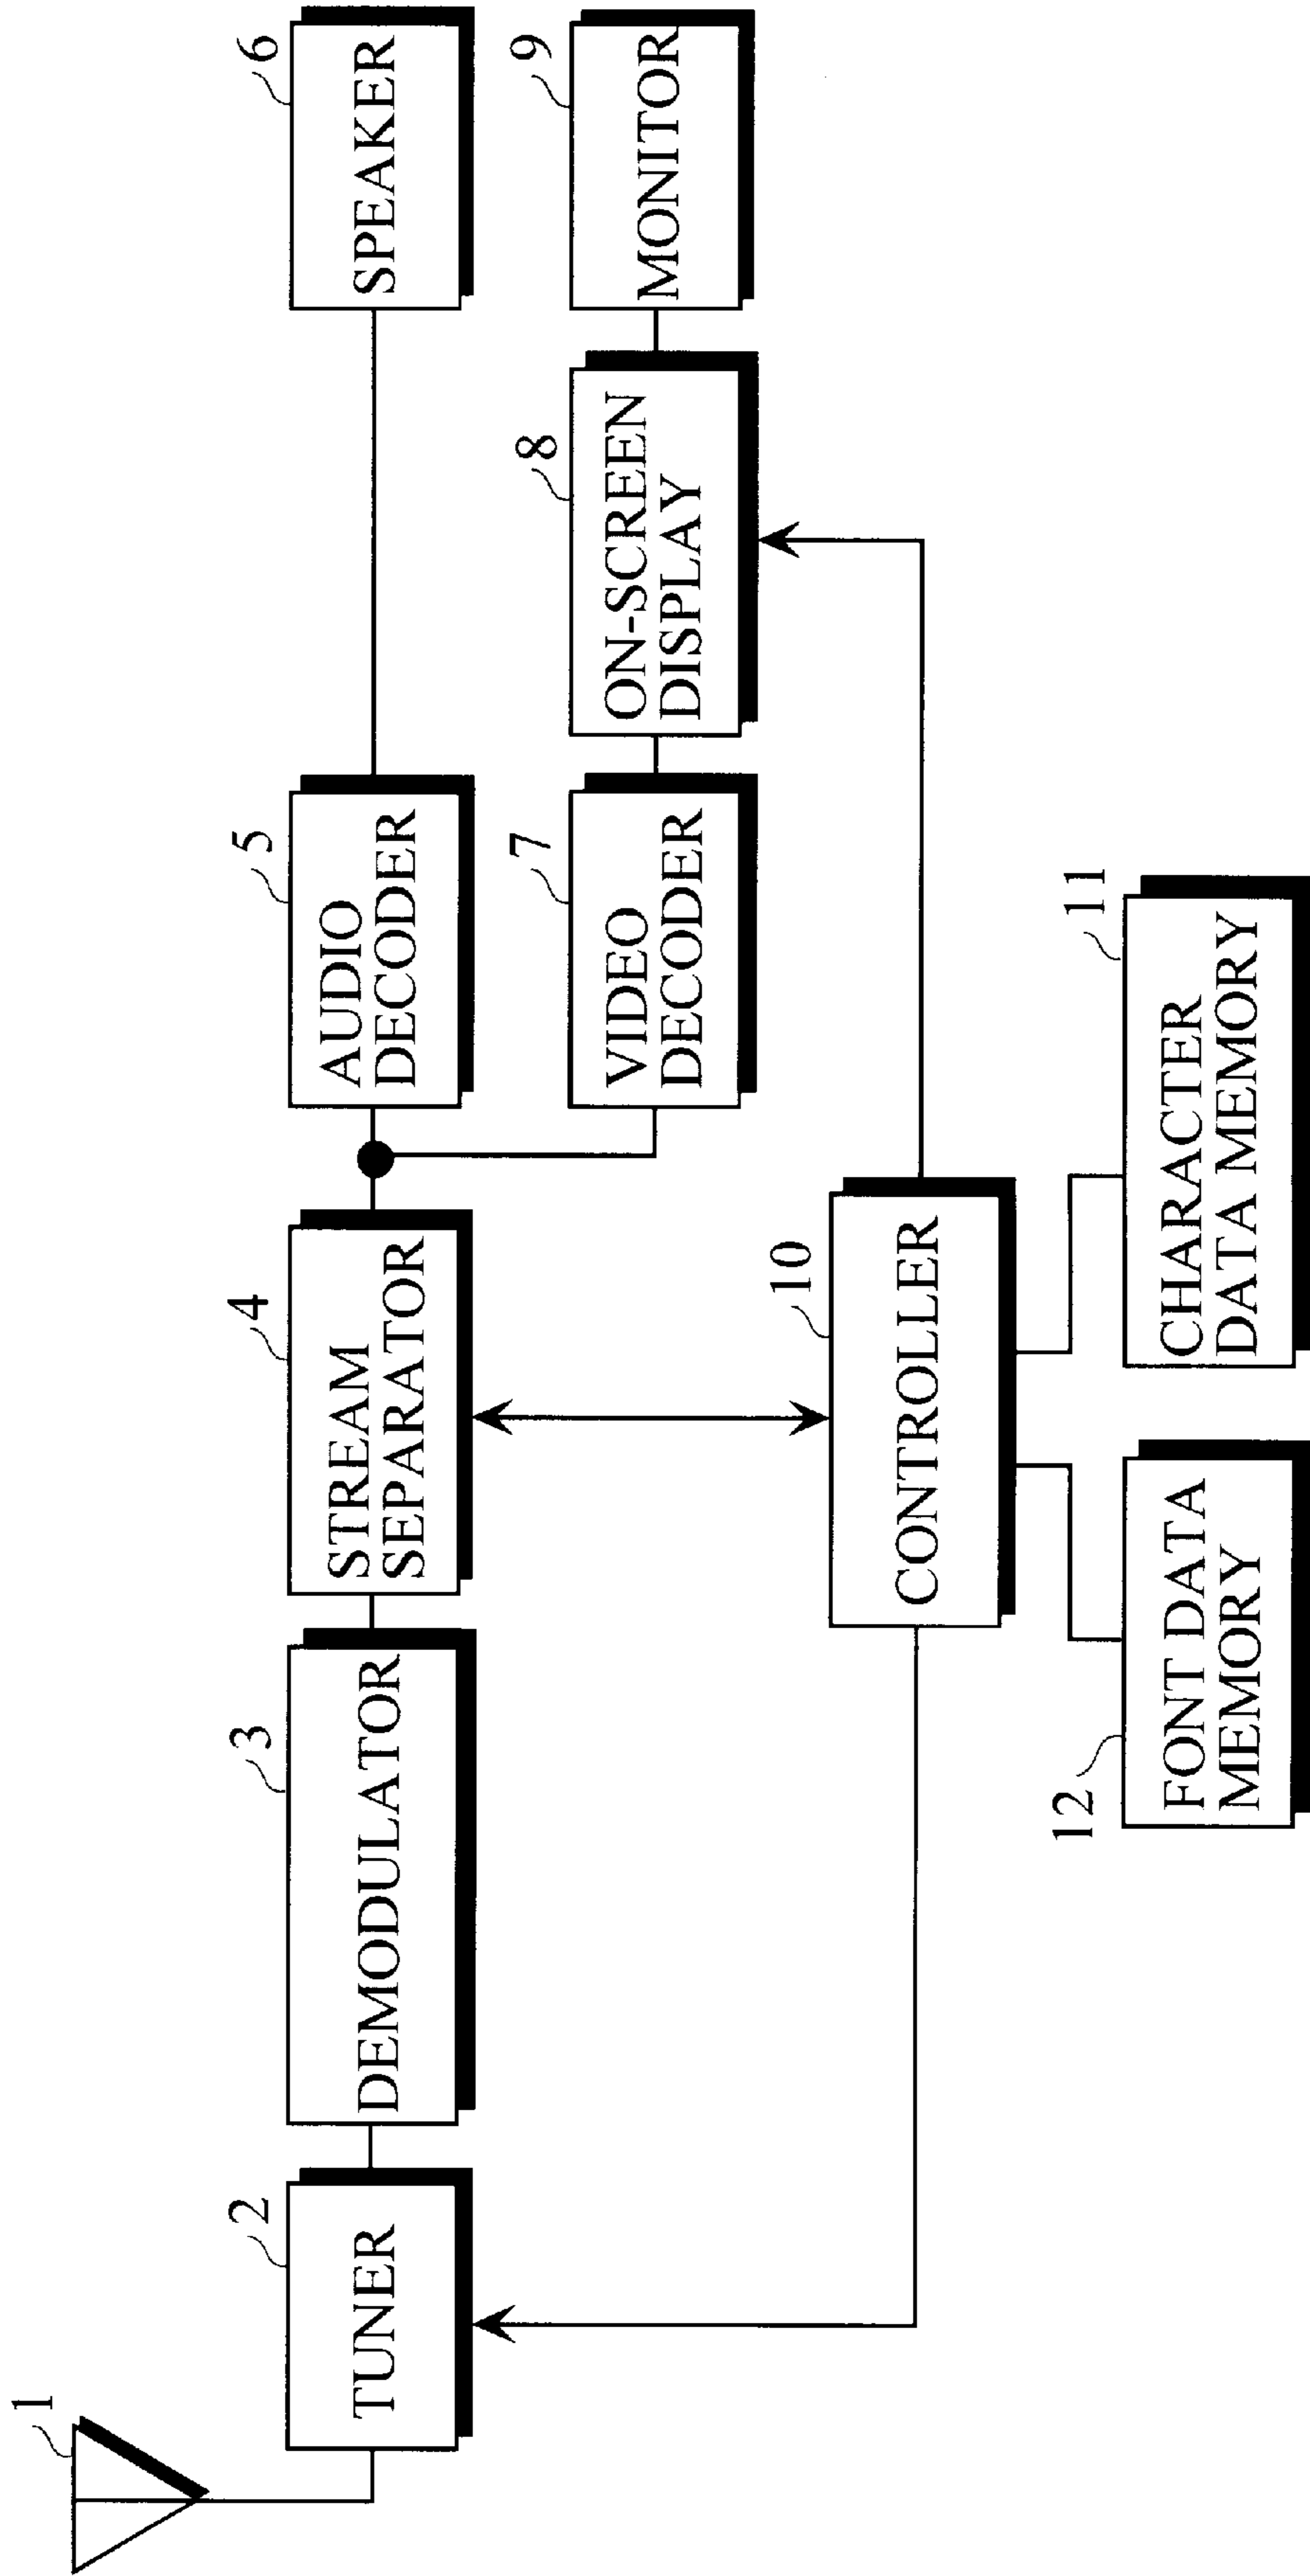 1
2
TUNER
3
DEMODULATOR
4
STREAM
SEPARATOR
5
AUDIO
DECODER
6
SPEAKER
7
VIDEO
DECODER
8
ON-SCREEN
DISPLAY
9
MONITOR
10
CONTROLLER
12
FONT DATA
MEMORY
11
CHARACTER
DATA MEMORY